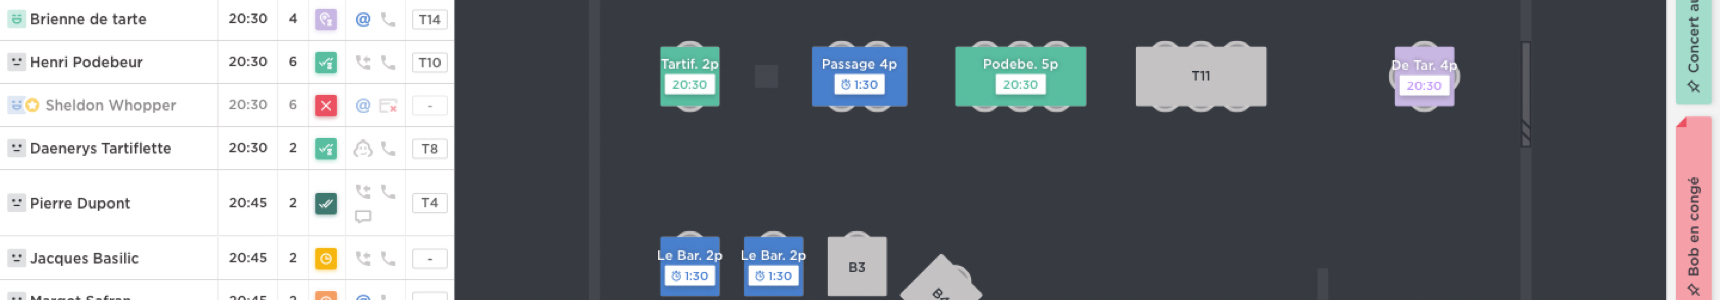 Brienne de tarte 20:30 4 @ T14
Henri Podebeur 20:30 6 T10
Sheldon Whopper 20:30 6 @ -
Daenerys Tartiflette 20:30 2 T8
Pierre Dupont 20:45 2 T4
Jacques Basilic 20:45 2 -
Margot Safran 20:45 2 @
Tartif. 2p
20:30
Passage 4p
1:30
Podebe. 5p
20:30
T11
De Tar. 4p
20:30
Le Bar. 2p
1:30
Le Bar. 2p
1:30
B3
Concert
Bob en congé